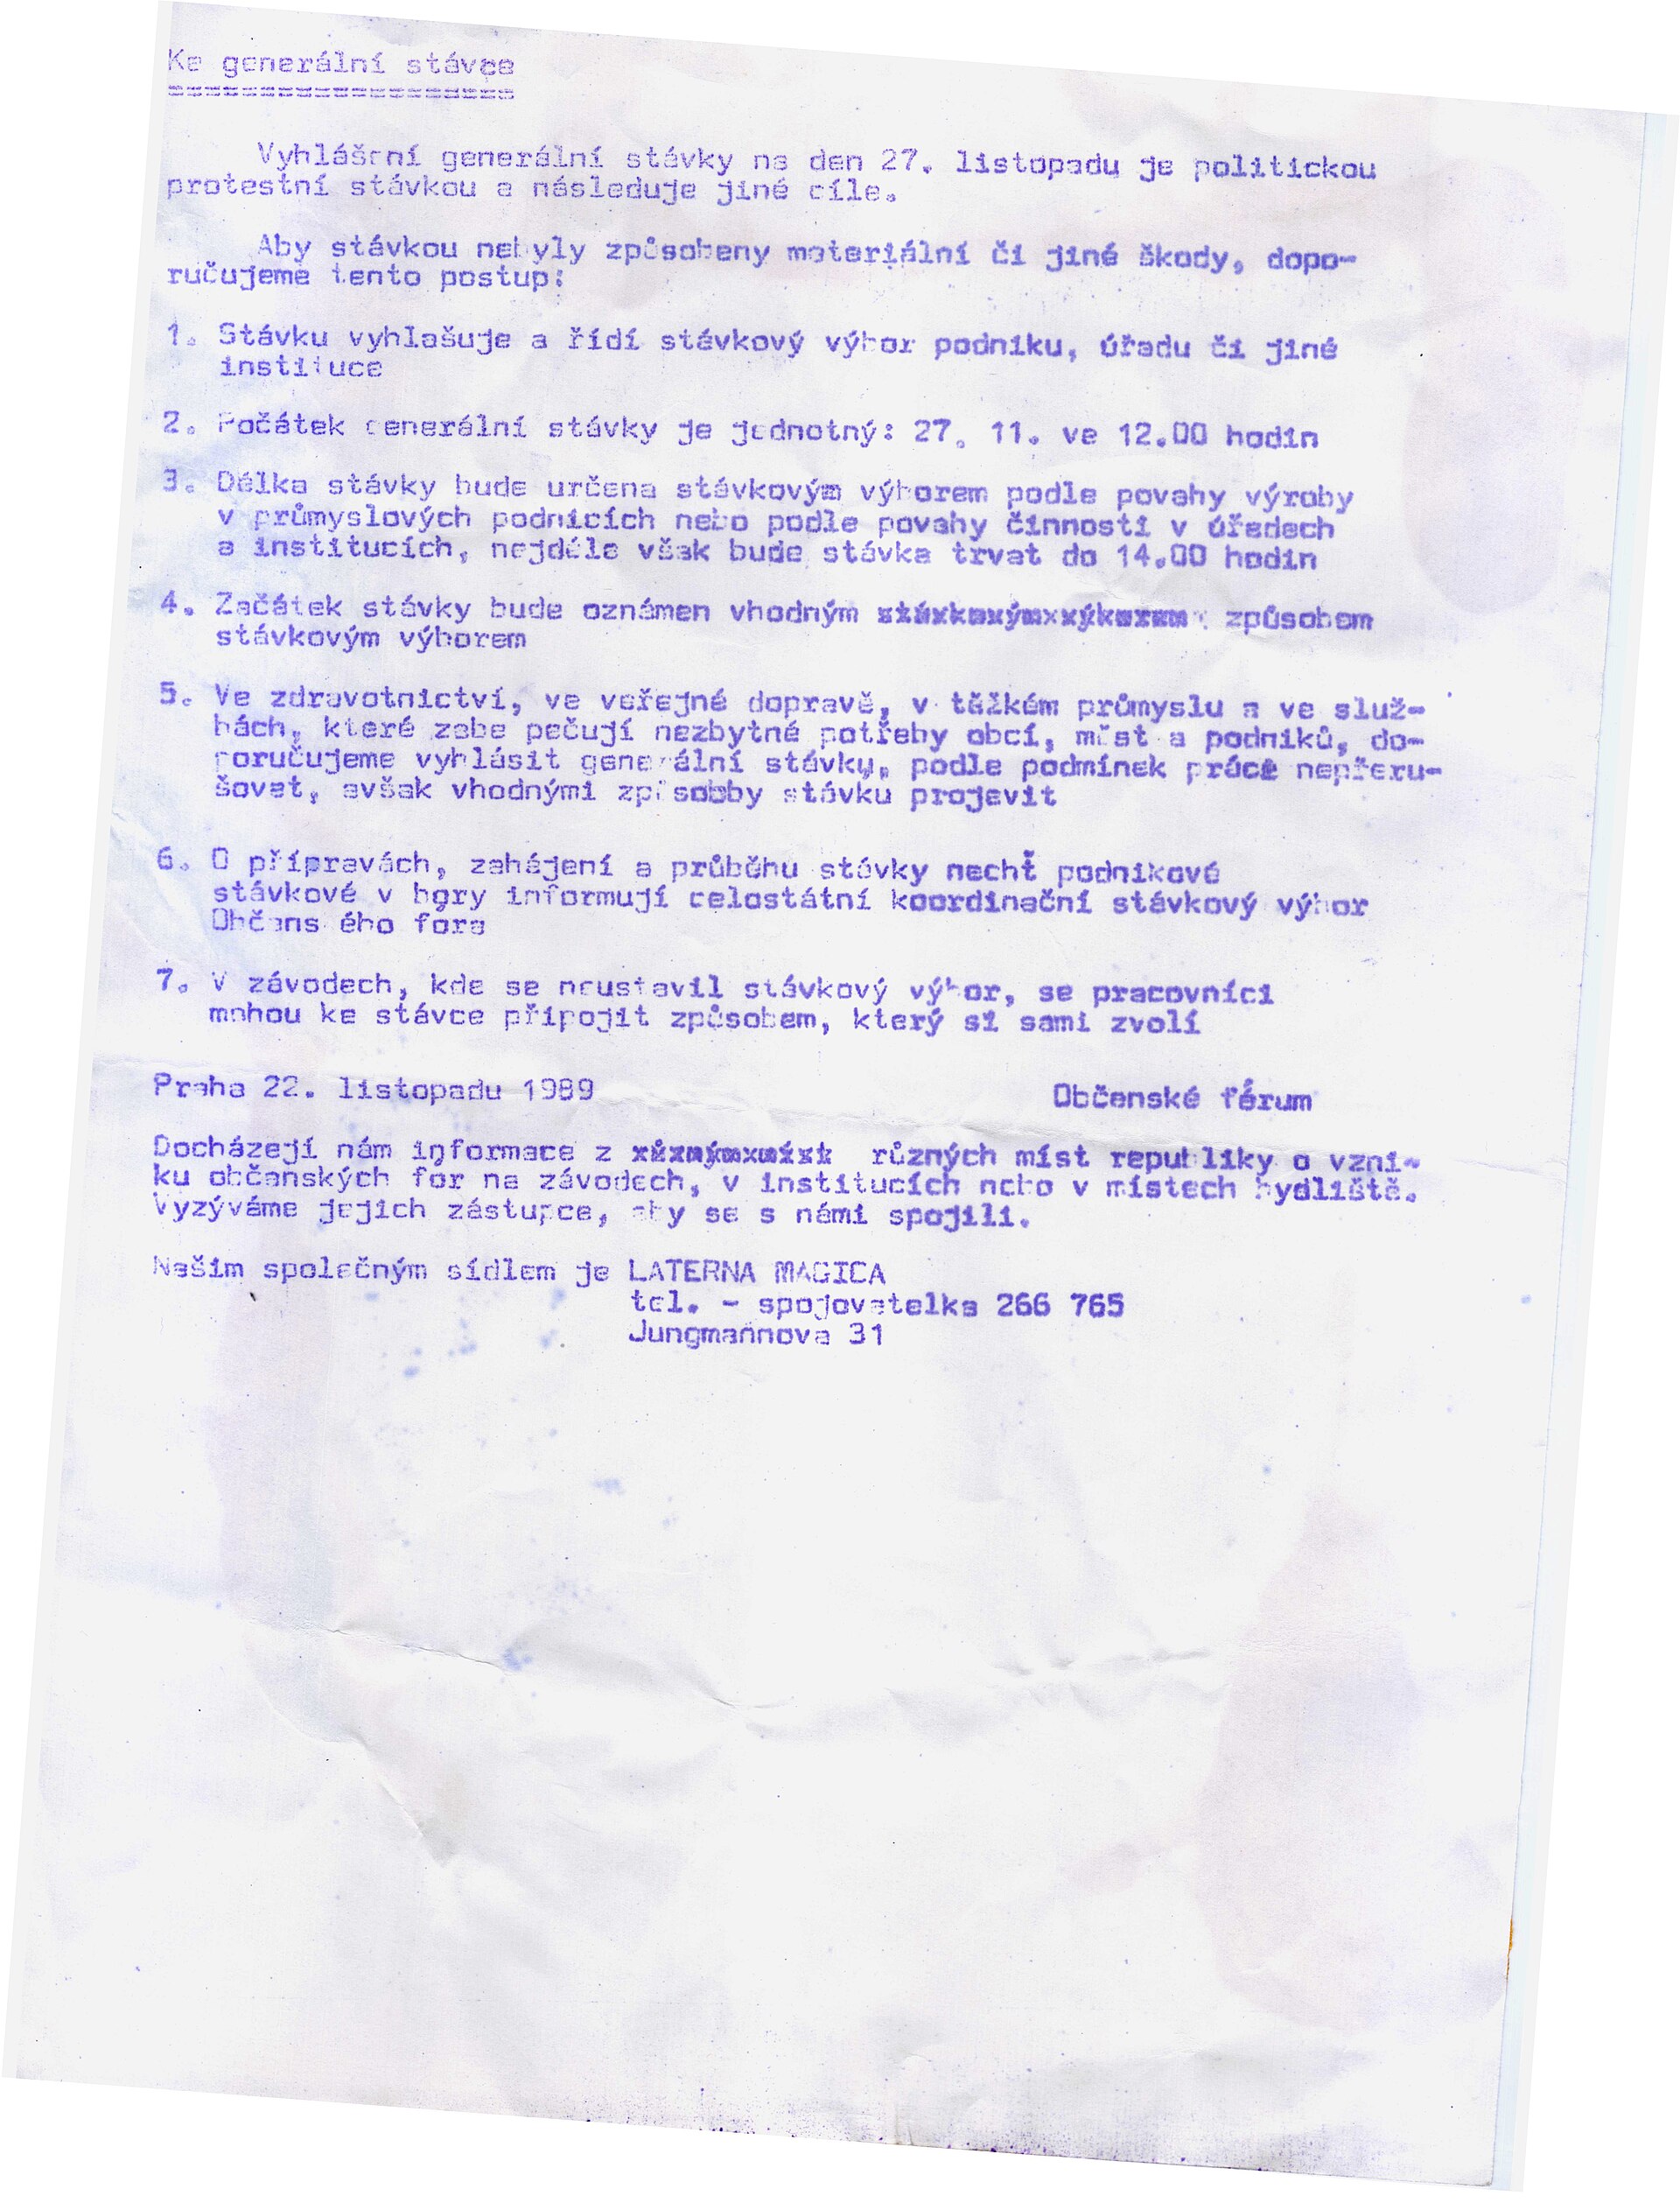 Ke generální stávce
===================
Vyhlášení generální stávky na den 27. listopadu je politickou
protestní stávkou a následuje jiné cíle.
Aby stávkou nebyly způsobeny materiální či jiné škody, dopo-
ručujeme tento postup:
1. Stávku vyhlašuje a řídí stávkový výbor podniku, úřadu či jiné
instituce
2. Počátek generální stávky je jednotný: 27. 11. ve 12.00 hodin
3. Délka stávky bude určena stávkovým výborem podle povahy výroby
v průmyslových podnicích nebo podle povahy činnosti v úředech
a institucích, nejdéle však bude stávka trvat do 14.00 hodin
4. Začátek stávky bude oznámen vhodným způsobem
stávkovým výborem
5. Ve zdravotnictví, ve veřejné dopravě, v těžkém průmyslu a ve služ-
bách, které zabe pečují nezbytné potřeby obcí, měst a podniků, do-
poručujeme vyhlásit generální stávky, podle podmínek práce nepřeru-
šovat, avšak vhodnými způsobby stávku projevit
6. O přípravách, zahájení a průběhu stávky nechť podnikové
stávkové v bory informují celostátní koordinační stávkový výbor
Občans ého fora
7. V závodech, kde se neustavil stávkový výbor, se pracovníci
mohou ke stávce připojit způsobem, který si sami zvolí
Praha 22. listopadu 1989 Občanské fórum
Docházejí nám informace z různých míst republiky o vzni-
ku občanských for na závodech, v institucích nebo v místech bydliště.
Vyzýváme jejich zástupce, aby se s námi spojili.
Našim společným sídlem je LATERNA MAGICA
tel. - spojovatelka 266 765
Jungmannova 31